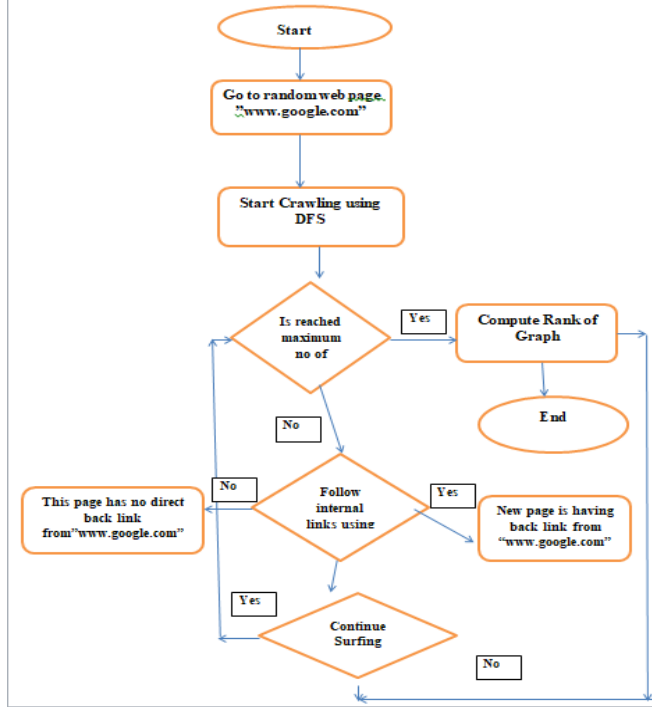 Start
Go to random web page
”www.google.com”
Start Crawling using
DFS
Is reached
maximum
no of
Yes
Compute Rank of
Graph
End
No
Follow
internal
links using
No
This page has no direct
back link
from”www.google.com”
Yes
New page is having
back link from
“www.google.com”
Yes
Continue
Surfing
No